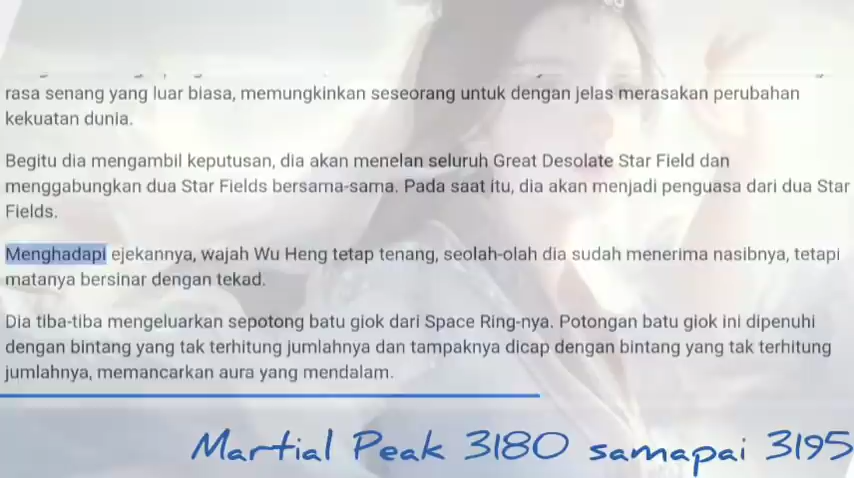 rasa senang yang luar biasa, memungkinkan seseorang untuk dengan jelas merasakan perubahan
kekuatan dunia.
Begitu dia mengambil keputusan, dia akan menelan seluruh Great Desolate Star Field dan
menggabungkan dua Star Fields bersama-sama. Pada saat itu, dia akan menjadi penguasa dari dua Star
Fields.
Menghadapi ejekannya, wajah Wu Heng tetap tenang, seolah-olah dia sudah menerima nasibnya, tetapi
matanya bersinar dengan tekad.
Dia tiba-tiba mengeluarkan sepotong batu giok dari Space Ring-nya. Potongan batu giok ini dipenuhi
dengan bintang yang tak terhitung jumlahnya dan tampaknya dicap dengan bintang yang tak terhitung
jumlahnya, memancarkan aura yang mendalam.
Martial Peak 3180 samapai 3195